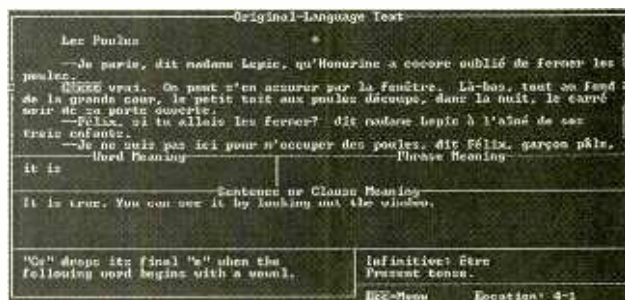 Original-Language Text
Les Poules
--Je parie, dit madame Lepic, qu'Honorine a encore oublié de fermer les
poules.
C'est vrai. On peut s'en assurer par la fenêtre. Là-bas, tout au fond
de la grande cour, le petit toit aux poules découpe, dans la nuit, le carré
noir de sa porte ouverte.
--Félix, si tu allais les fermer? dit madame Lepic à l'aîné de ses
trois enfants.
--Je ne suis pas ici pour m'occuper des poules, dit Félix, garçon pâle,
Word Meaning
Phrase Meaning
it is
Sentence or Clause Meaning
It is true. You can see it by looking out the window.
"Ce" drops its final "e" when the
following word begins with a vowel.
Infinitive: être
Present tense.
Esc-Menu Location: 4-1